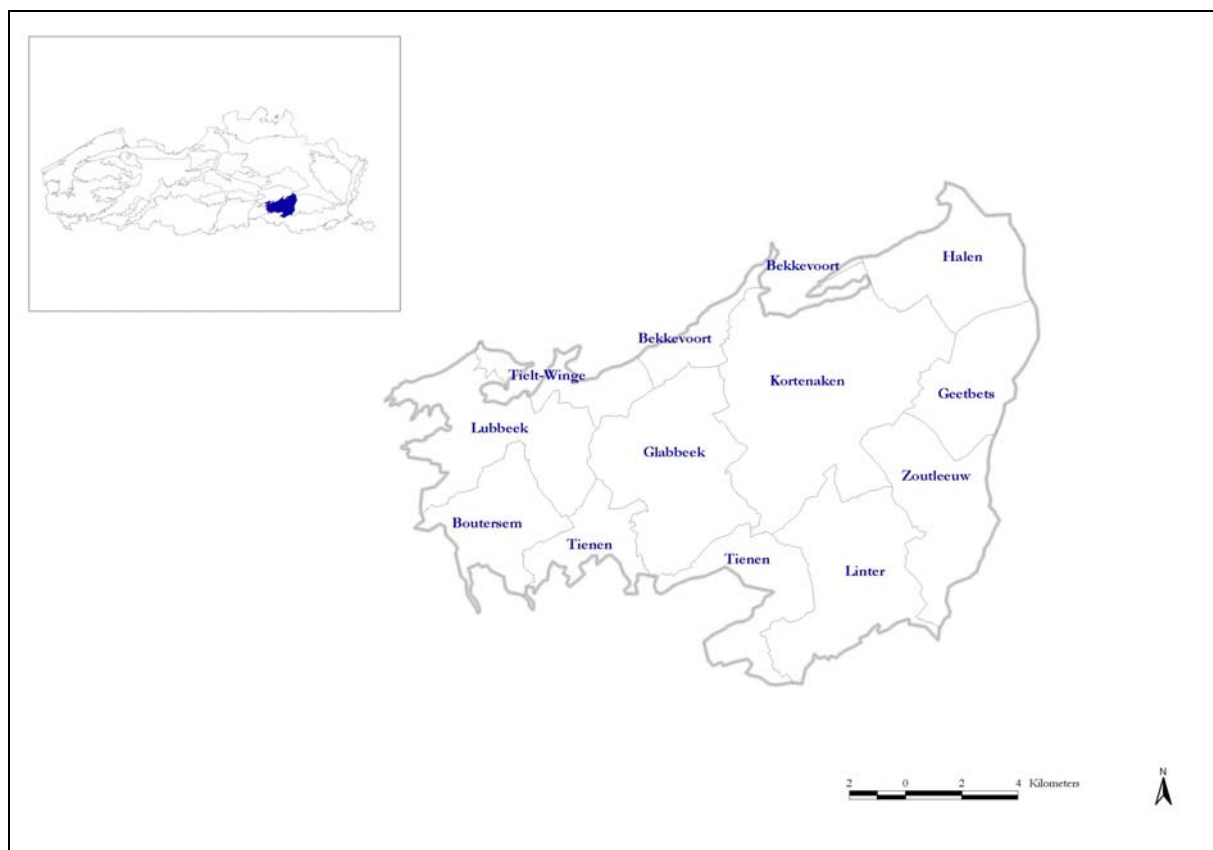 Halen
Bekkevoort
Bekkevoort
Tielt-Winge
Kortenaken
Geetbets
Lubbeek
Glabbeek
Zoutleeuw
Boutersem
Tienen
Tienen
Linter
2 0 2 4 Kilometers
N